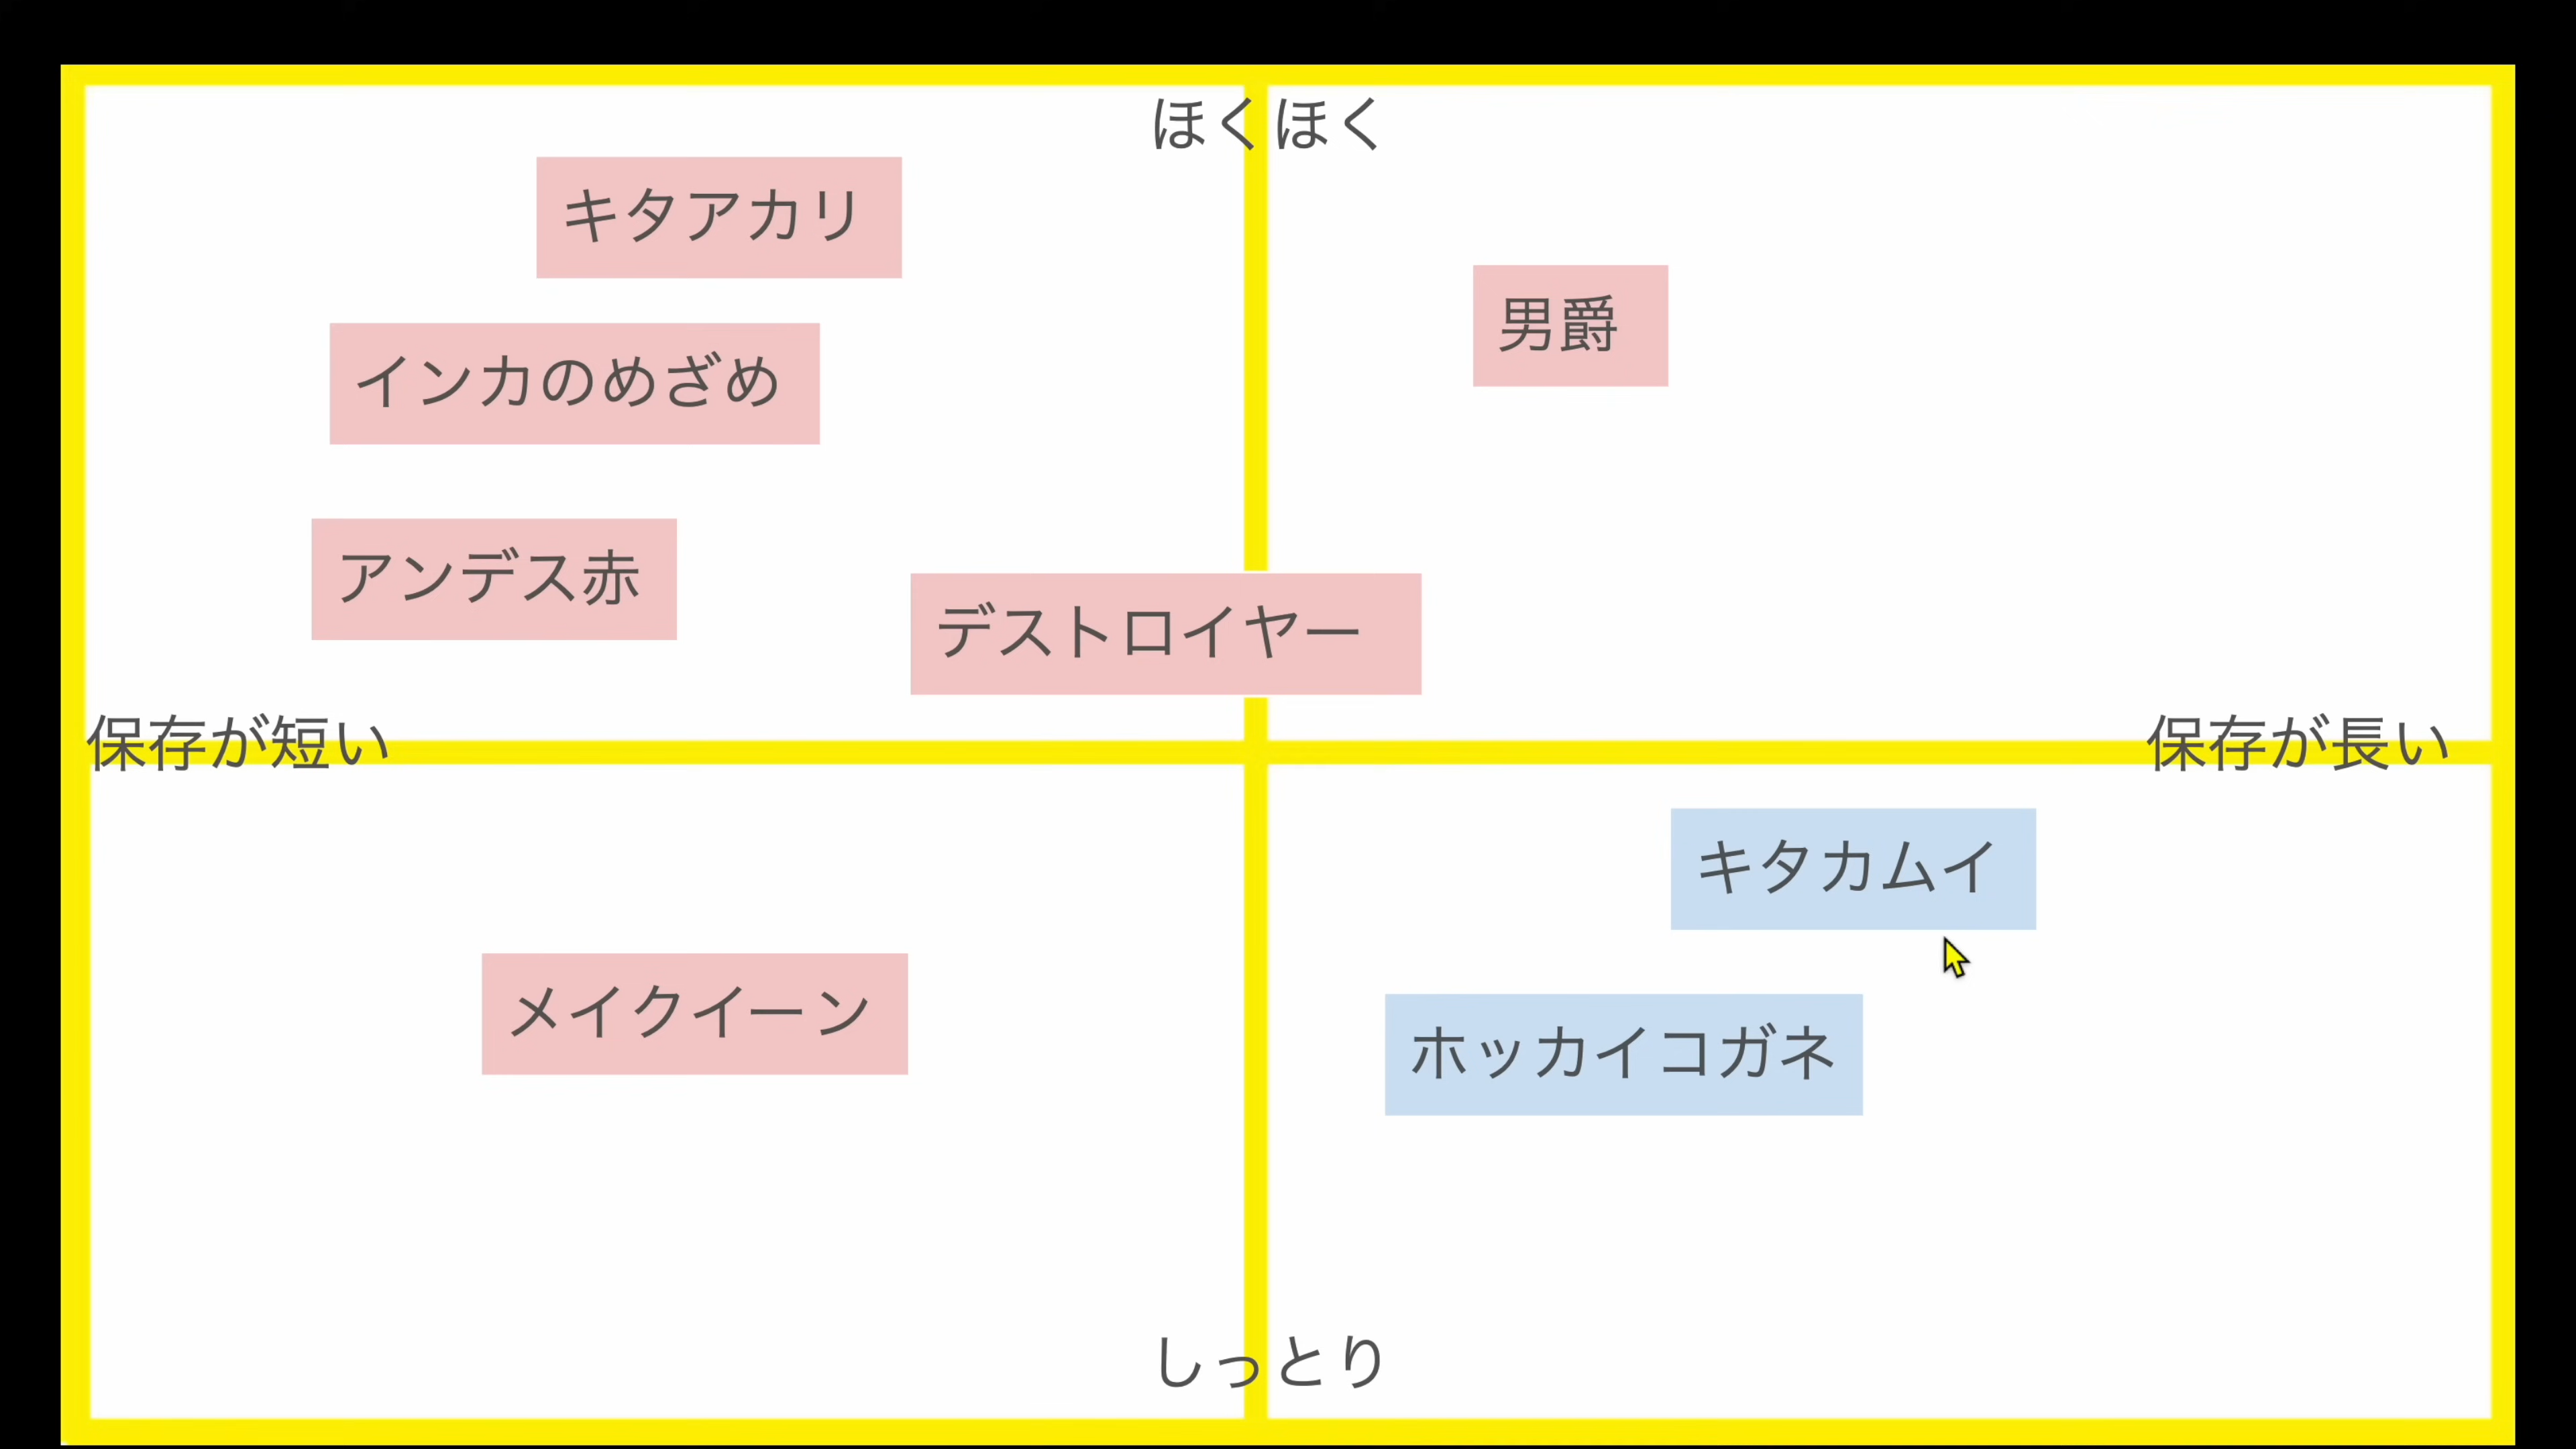 ほくほく
キタアカリ
男爵
インカのめざめ
アンデス赤
デストロイヤー
保存が短い
保存が長い
キタカムイ
メイクイーン
ホッカイコガネ
しっとり